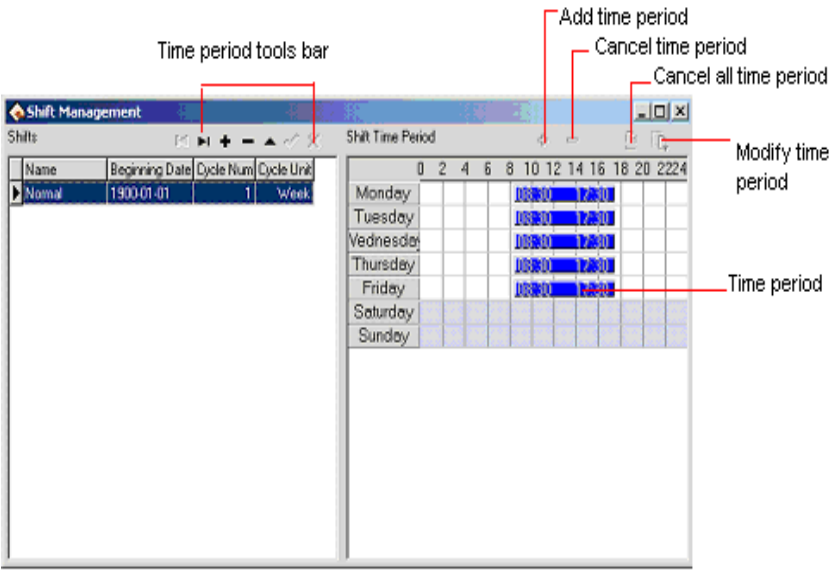 Add time period
Time period tools bar
Cancel time period
Cancel all time period
Shift Management
Shifts
Shift Time Period
Modify time
period
Name Beginning Date Cycle Num Cycle Unit
Normal 1900-01-01 1 Week
0 2 4 6 8 10 12 14 16 18 20 22 24
Monday 08:30 17:30
Tuesday 08:30 17:30
Wednesday 08:30 17:30
Thursday 08:30 17:30
Friday 08:30 17:30
Time period
Saturday
Sunday